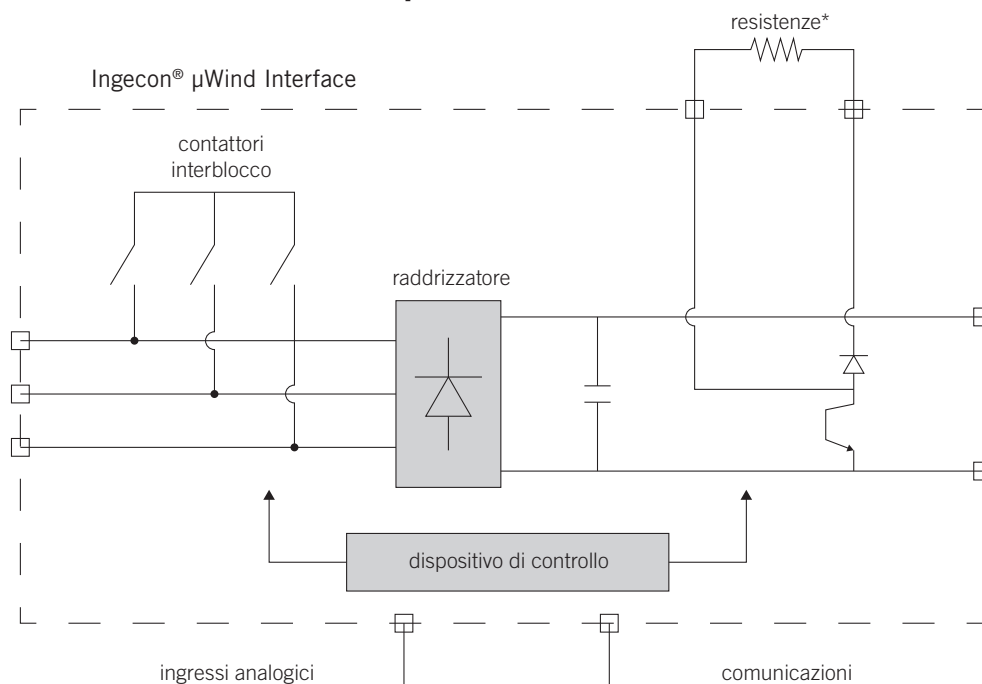 resistenze*
Ingecon® µWind Interface
contattori
interblocco
raddrizzatore
dispositivo di controllo
ingressi analogici
comunicazioni